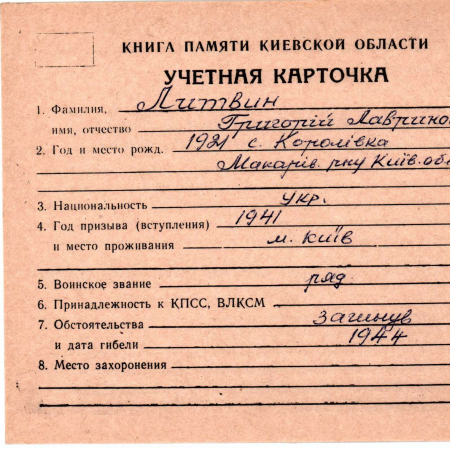 КНИГА ПАМЯТИ КИЕВСКОЙ ОБЛАСТИ
УЧЕТНАЯ КАРТОЧКА
1. Фамилия, Литвин
имя, отчество Григорій Лаврино
2. Год и место рожд. 1921 с. Королівка
Макарів. р-ну Київ. обл
3. Национальность укр.
4. Год призыва (вступления) 1941
и место проживания м. Київ
5. Воинское звание ряд.
6. Принадлежность к КПСС, ВЛКСМ
7. Обстоятельства загинув
и дата гибели 1944
8. Место захоронения